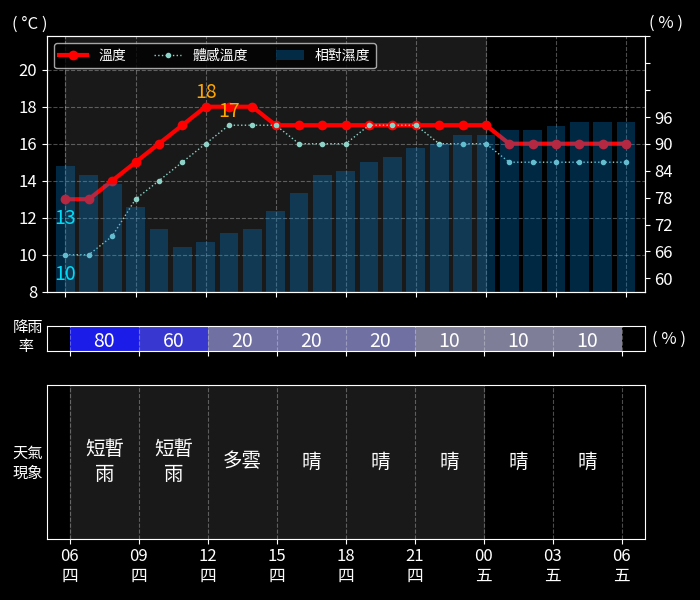 ( °C )
( % )
溫度 體感溫度 相對濕度
20
18
16
14
12
10
8
96
90
84
78
72
66
60
18
17
13
10
降雨
率
80 60 20 20 20 10 10 10
( % )
天氣
現象
短暫
雨
短暫
雨
多雲
晴
晴
晴
晴
晴
06 09 12 15 18 21 00 03 06
四 四 四 四 四 四 五 五 五